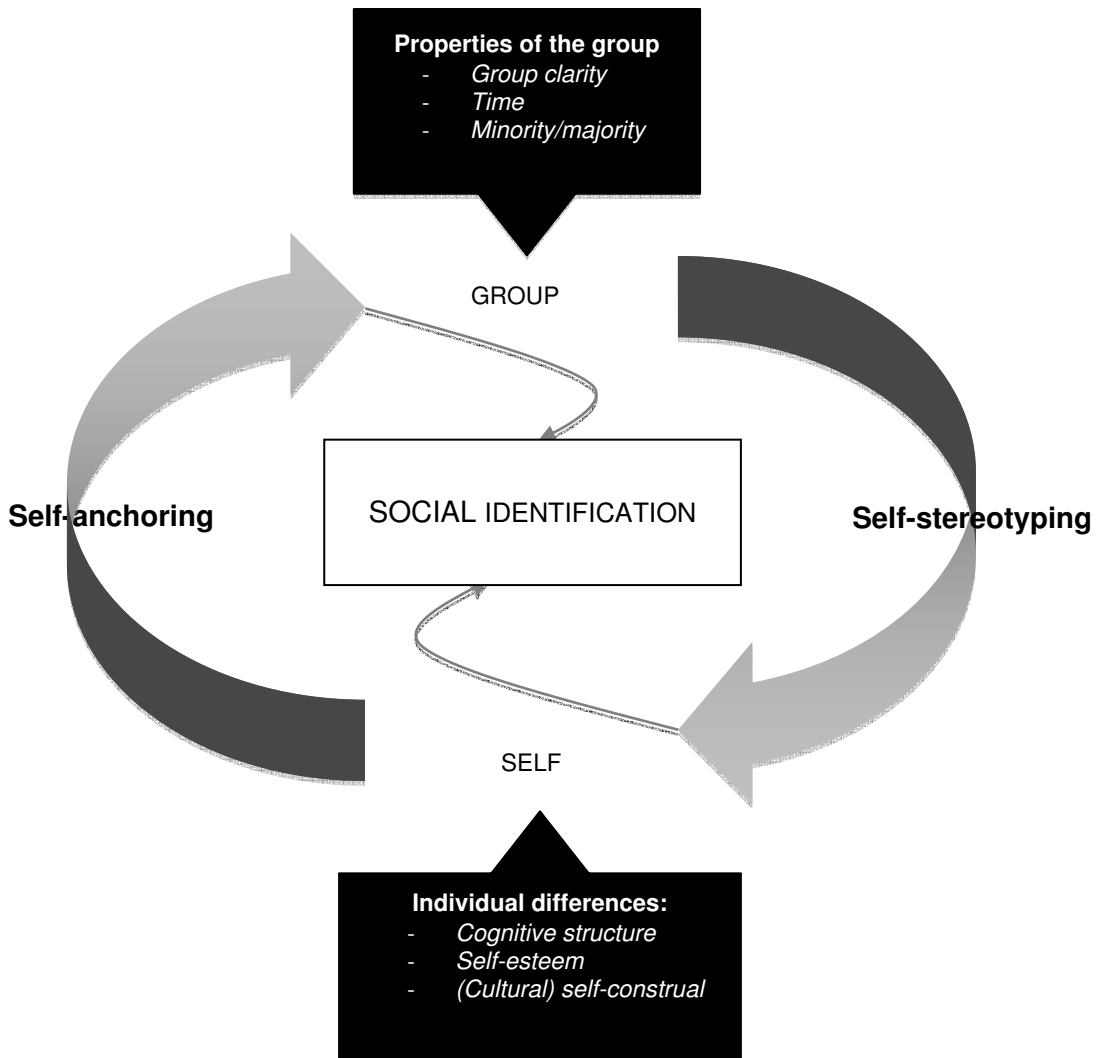 Properties of the group
- Group clarity
- Time
- Minority/majority
GROUP
SOCIAL IDENTIFICATION
Self-anchoring
Self-stereotyping
SELF
Individual differences:
- Cognitive structure
- Self-esteem
- (Cultural) self-construal